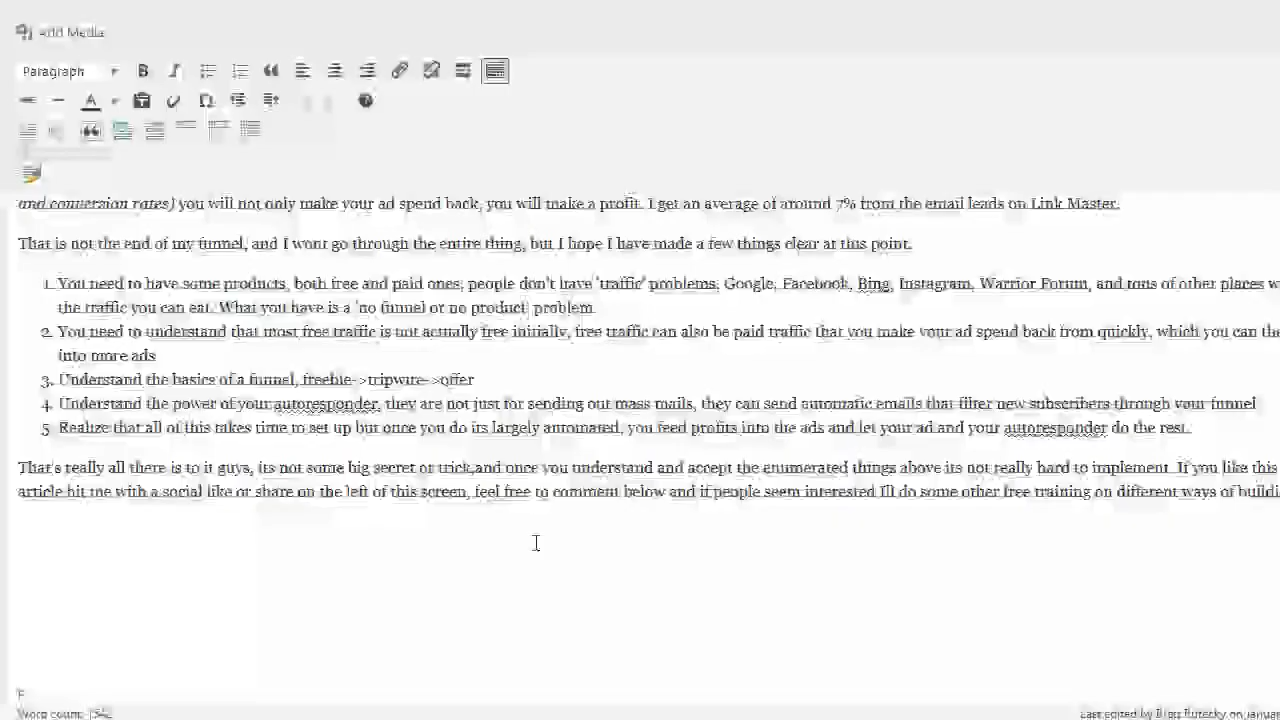 Add Media
Paragraph
and conversion rates) you will not only make your ad spend back, you will make a profit. I get an average of around 7% from the email leads on Link Master.
That is not the end of my funnel, and I wont go through the entire thing, but I hope I have made a few things clear at this point.
1. You need to have some products, both free and paid ones, people don't have 'traffic' problems, Google, Facebook, Bing, Instagram, Warrior Forum, and tons of other places w
the traffic you can eat. What you have is a 'no funnel or no product' problem.
2. You need to understand that most free traffic is not actually free initially, free traffic can also be paid traffic that you make your ad spend back from quickly, which you can the
into more ads
3. Understand the basics of a funnel, freebie->tripwire->offer
4. Understand the power of your autoresponder, they are not just for sending out mass mails, they can send automatic emails that filter new subscribers through your funnel
5. Realize that all of this takes time to set up but once you do its largely automated, you feed profits into the ads and let your ad and your autoresponder do the rest.
That's really all there is to it guys, its not some big secret or trick,and once you understand and accept the enumerated things above its not really hard to implement. If you like this
article hit me with a social like or share on the left of this screen, feel free to comment below and if people seem interested Ill do some other free training on different ways of buildi
Word count:
Last edited by on Januar